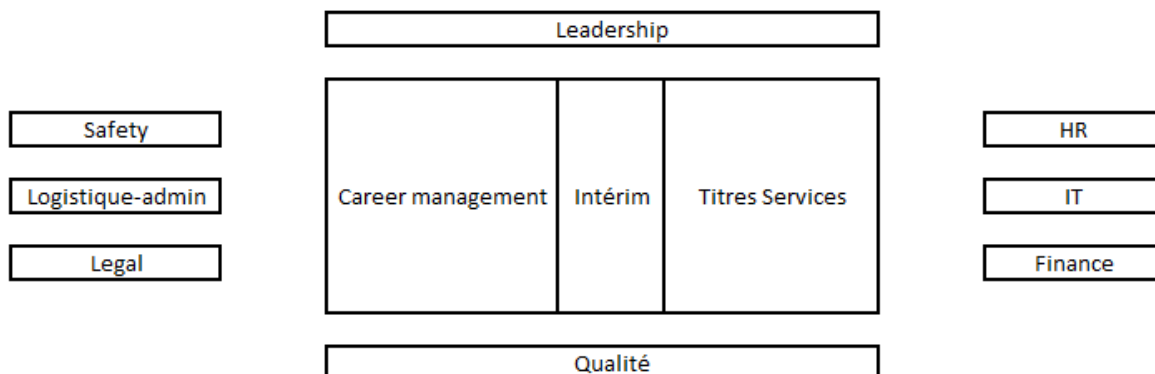 Leadership
Safety
HR
Logistique-admin
Career management
Intérim
Titres Services
IT
Legal
Finance
Qualité